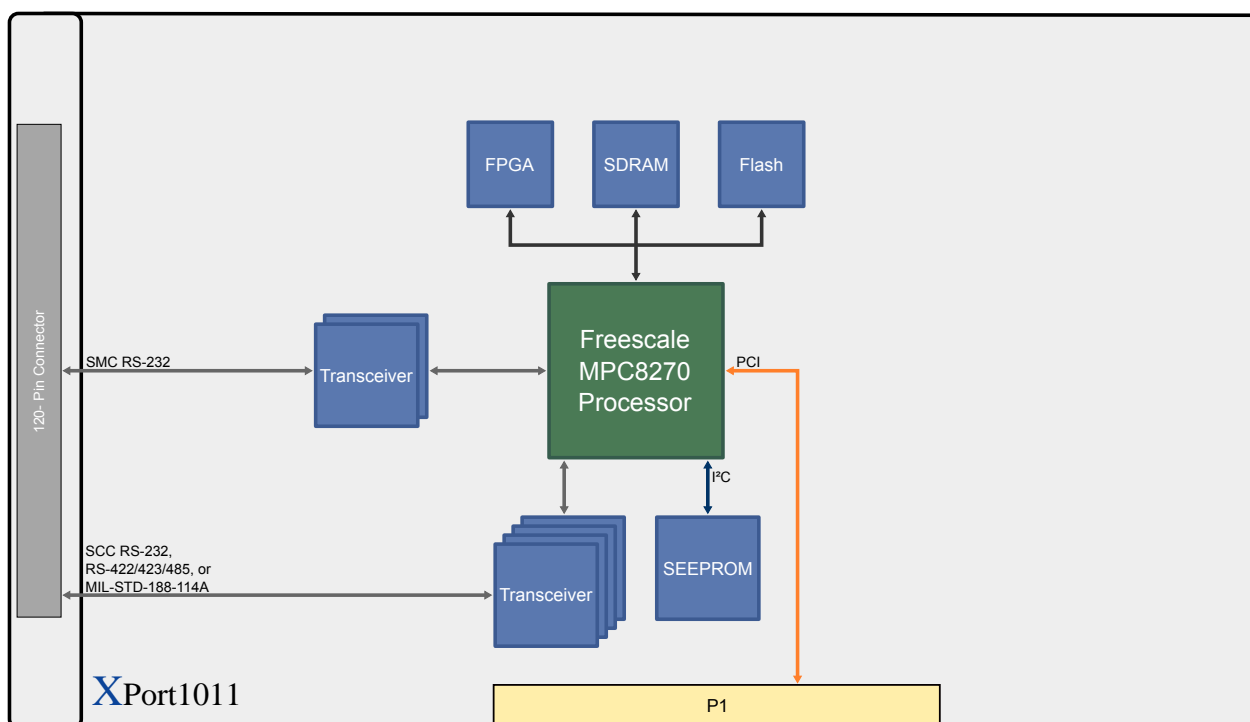 FPGA
SDRAM
Flash
120- Pin Connector
SMC RS-232
Transceiver
Freescale
MPC8270
Processor
PCI
I²C
SCC RS-232,
RS-422/423/485, or
MIL-STD-188-114A
Transceiver
SEEPROM
XPort1011
P1